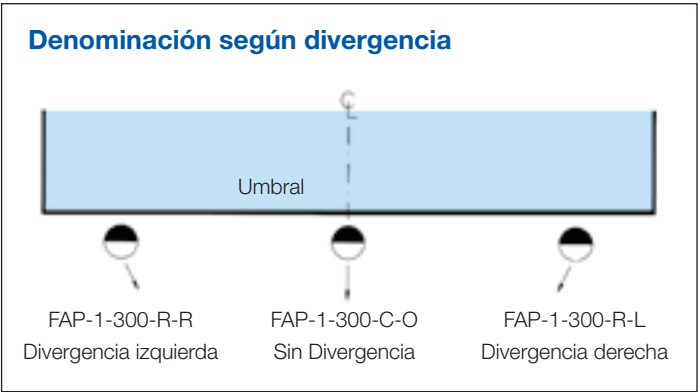 Denominación según divergencia
CL
Umbral
FAP-1-300-R-R
Divergencia izquierda
FAP-1-300-C-O
Sin Divergencia
FAP-1-300-R-L
Divergencia derecha